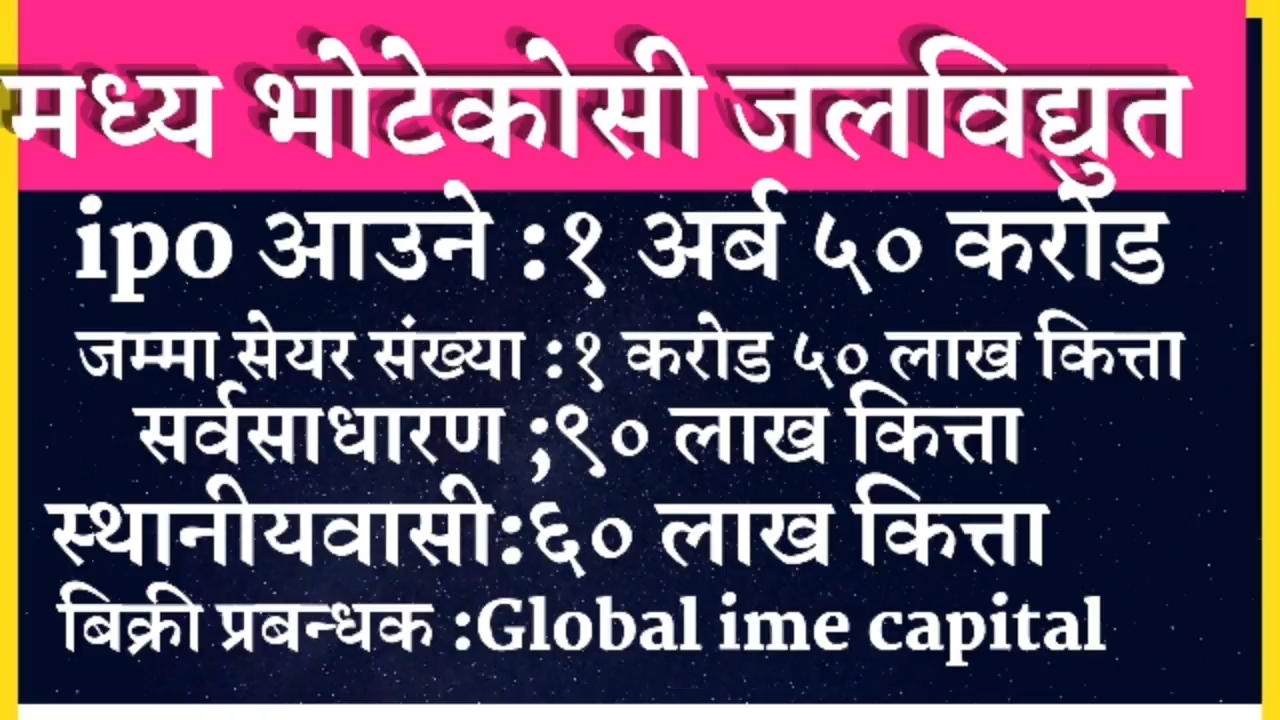 मध्य भोटेकोसी जलविद्युत
ipo आउने :१ अर्ब ५० करोड
जम्मा सेयर संख्या :१ करोड ५० लाख कित्ता
सर्वसाधारण ;९० लाख कित्ता
स्थानीयवासी:६० लाख कित्ता
बिक्री प्रबन्धक :Global ime capital